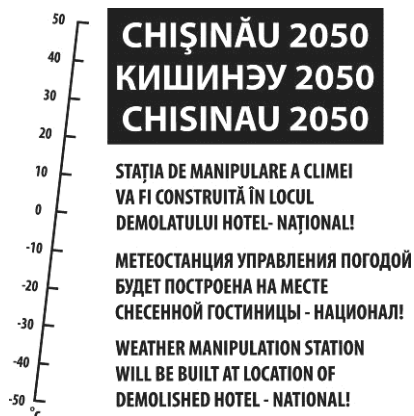 50
40
30
20
10
0
-10
-20
-30
-40
-50
°C
CHIŞINĂU 2050
КИШИНЭУ 2050
CHISINAU 2050
STAȚIA DE MANIPULARE A CLIMEI
VA FI CONSTRUITĂ ÎN LOCUL
DEMOLATULUI HOTEL- NAȚIONAL!
МЕТЕОСТАНЦИЯ УПРАВЛЕНИЯ ПОГОДОЙ
БУДЕТ ПОСТРОЕНА НА МЕСТЕ
СНЕСЕННОЙ ГОСТИНИЦЫ - НАЦИОНАЛ!
WEATHER MANIPULATION STATION
WILL BE BUILT AT LOCATION OF
DEMOLISHED HOTEL - NATIONAL!